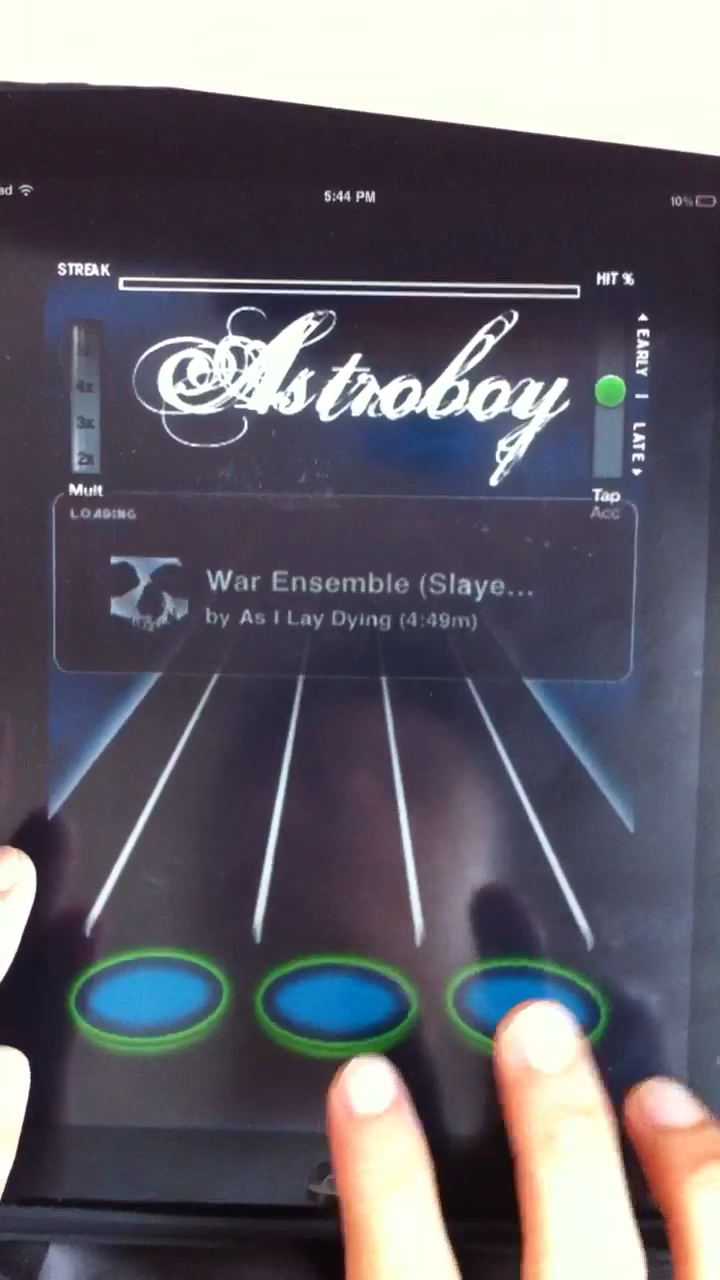 ad
5:44 PM
10%
STREAK
HIT %
Astroboy
EARLY
LATE
4x
3x
2x
Mult
Tap
Acc
LOADING
War Ensemble (Slaye...
by As I Lay Dying (4:49m)